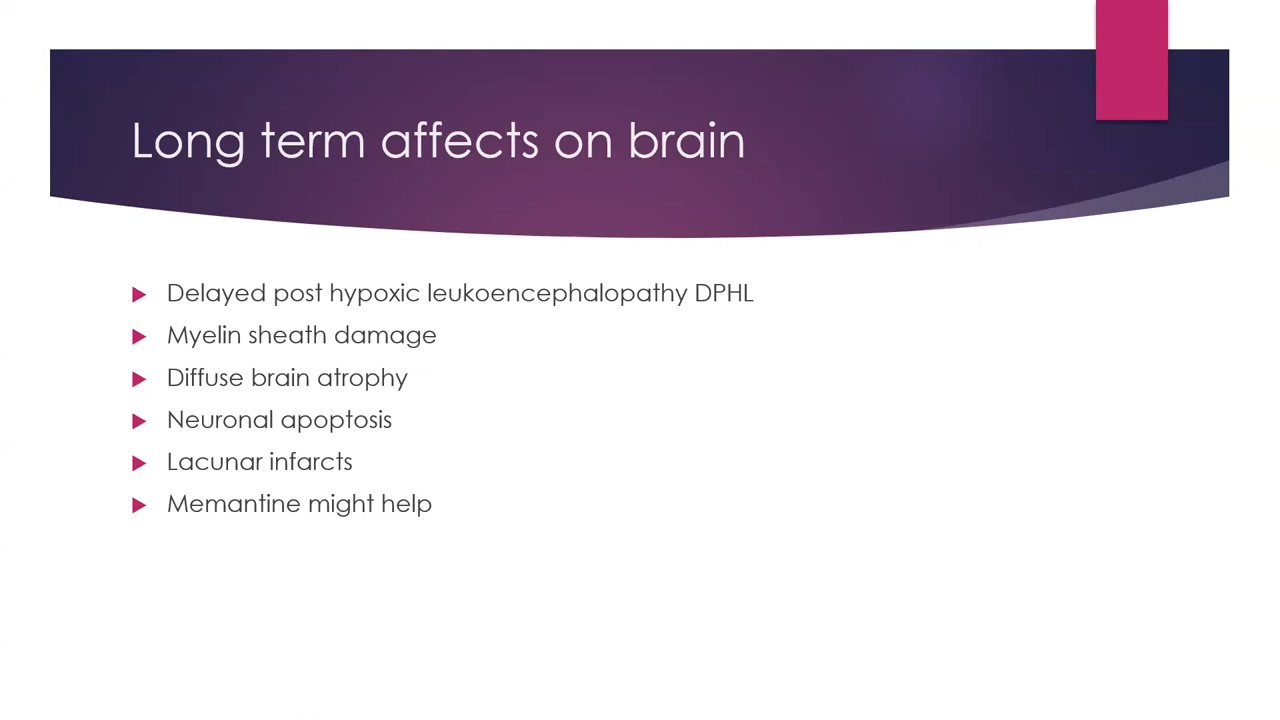 Long term affects on brain
Delayed post hypoxic leukoencephalopathy DPHL
Myelin sheath damage
Diffuse brain atrophy
Neuronal apoptosis
Lacunar infarcts
Memantine might help